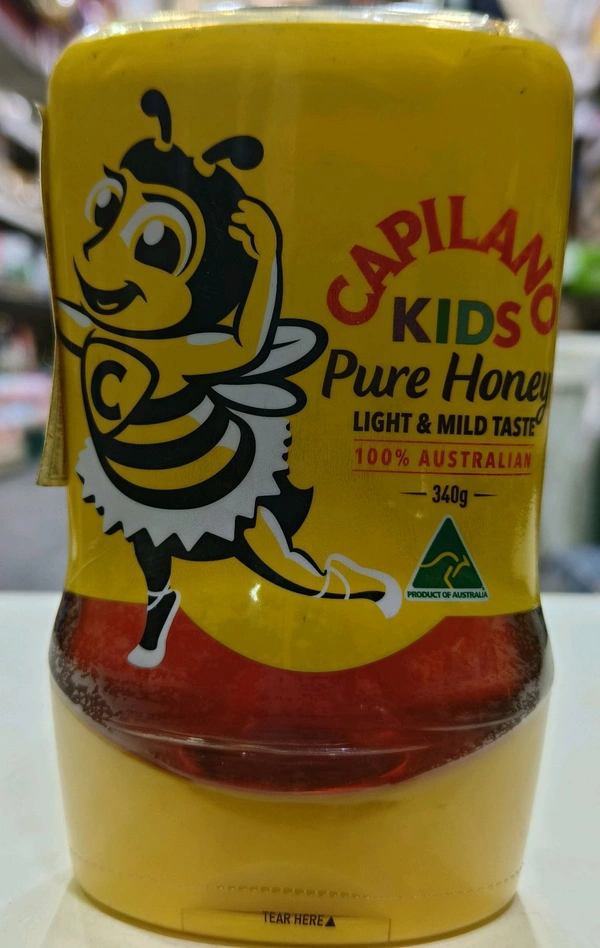 C
CAPILANO
KIDS
Pure Honey
LIGHT & MILD TASTE
100% AUSTRALIAN
340g
PRODUCT OF AUSTRALIA
TEAR HERE▲